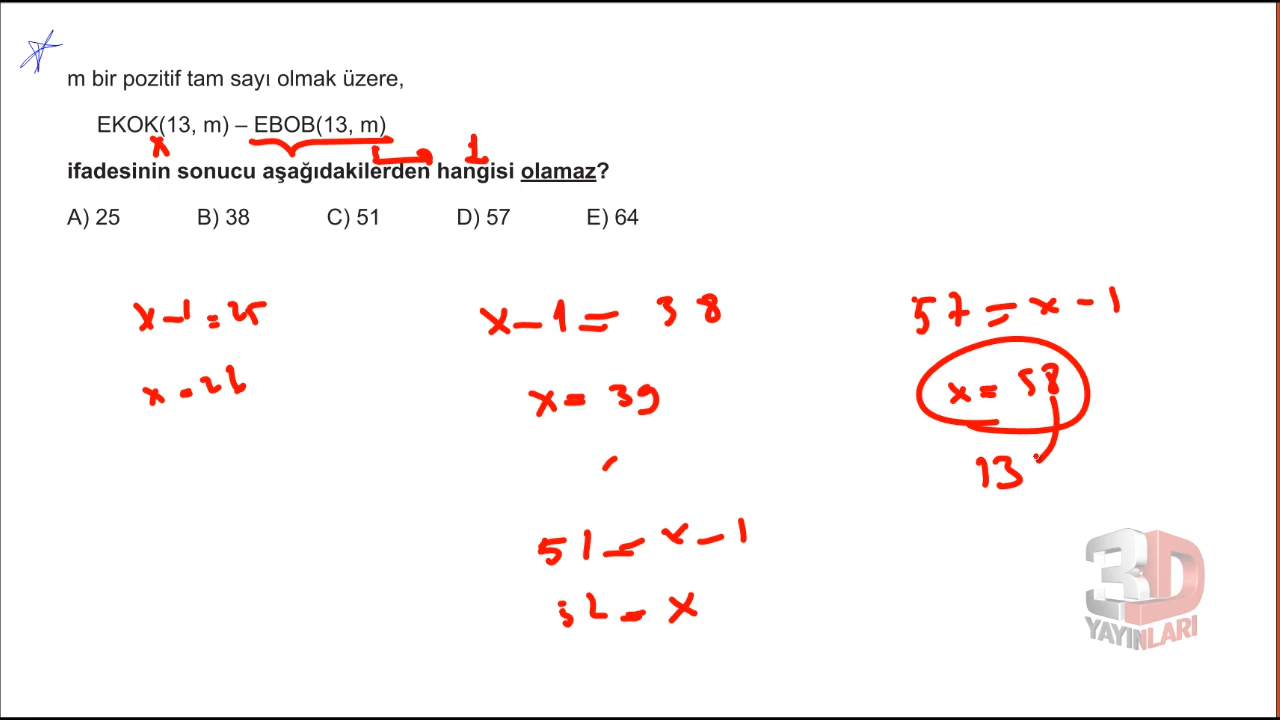 m bir pozitif tam sayı olmak üzere,
EKOK(13, m) – EBOB(13, m)
x 1
ifadesinin sonucu aşağıdakilerden hangisi olamaz?
A) 25 B) 38 C) 51 D) 57 E) 64
x - 1 = 25
x - 1 = 38
57 = x - 1
x = 39
x = 58
13
51 = x - 1
52 = x
3D
YAYINLARI